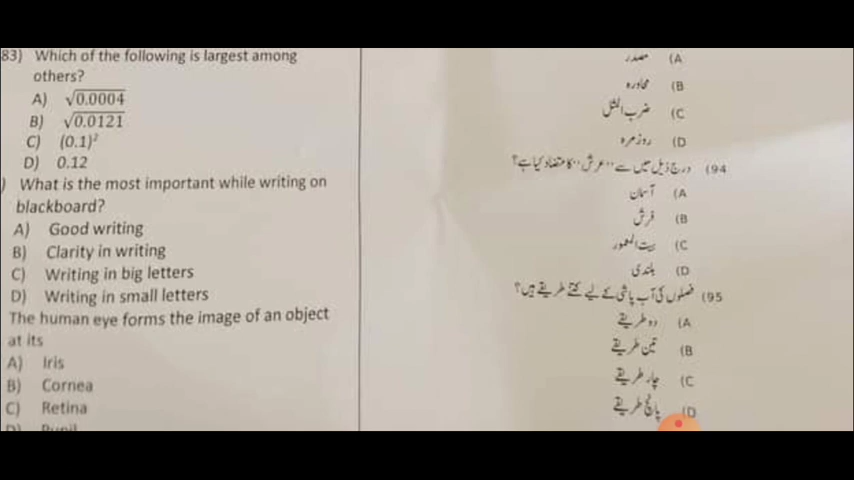 83) Which of the following is largest among
others?
A) √0.0004
B) √0.0121
C) (0.1)²
D) 0.12
) What is the most important while writing on
blackboard?
A) Good writing
B) Clarity in writing
C) Writing in big letters
D) Writing in small letters
The human eye forms the image of an object
at its
A) Iris
B) Cornea
C) Retina
D) Pupil
A) مصدر
B) محاورہ
C) ضرب المثل
D) روزمرہ
94) درج ذیل میں سے "عرش" کا متضاد کیا ہے؟
A) آسمان
B) فرش
C) بیت المعمور
D) بلندی
95) فصلوں کی آب پاشی کے لیے کتنے طریقے ہیں؟
A) دو طریقے
B) تین طریقے
C) چار طریقے
D) پانچ طریقے